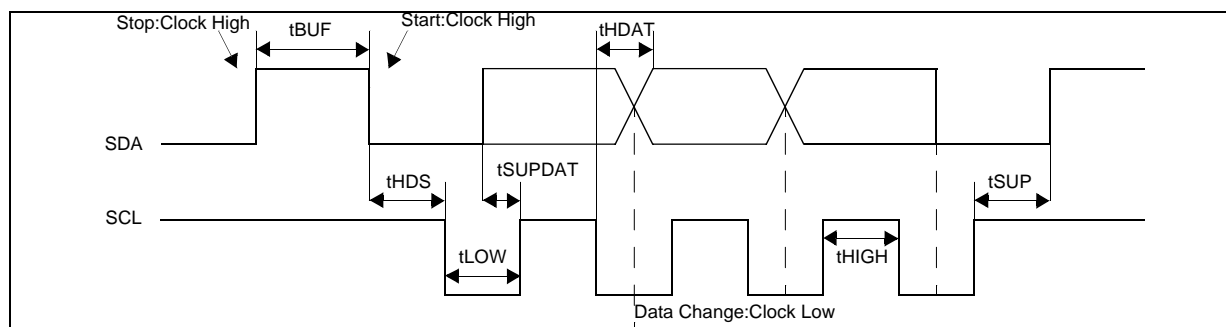 Stop:Clock High
tBUF
Start:Clock High
tHDAT
SDA
tHDS
tSUPDAT
tSUP
SCL
tLOW
tHIGH
Data Change:Clock Low